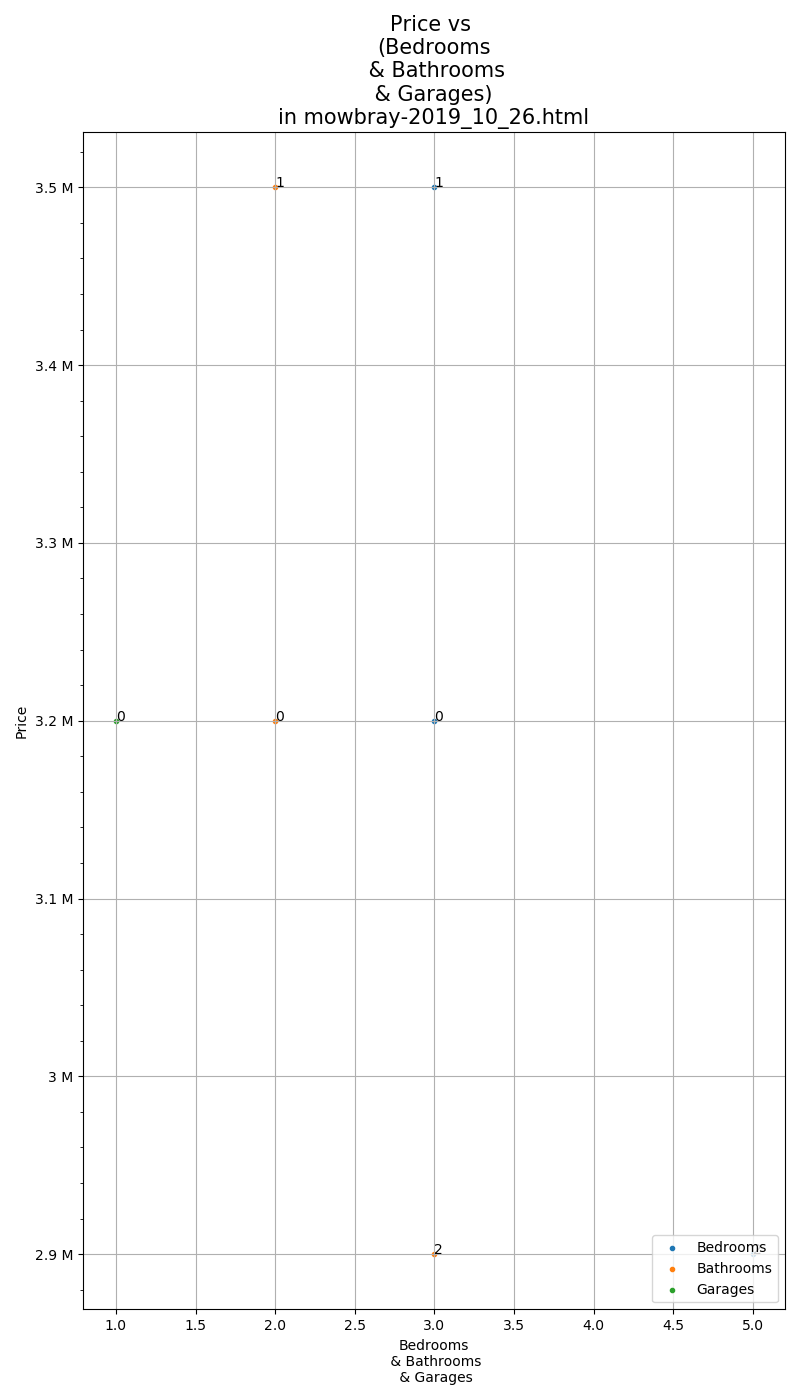 Price vs
(Bedrooms
& Bathrooms
& Garages)
in mowbray-2019_10_26.html
3.5 M
3.4 M
3.3 M
3.2 M
3.1 M
3 M
2.9 M
Price
1
1
0
0
0
2
Bedrooms
Bathrooms
Garages
1.0
1.5
2.0
2.5
3.0
3.5
4.0
4.5
5.0
Bedrooms
& Bathrooms
& Garages